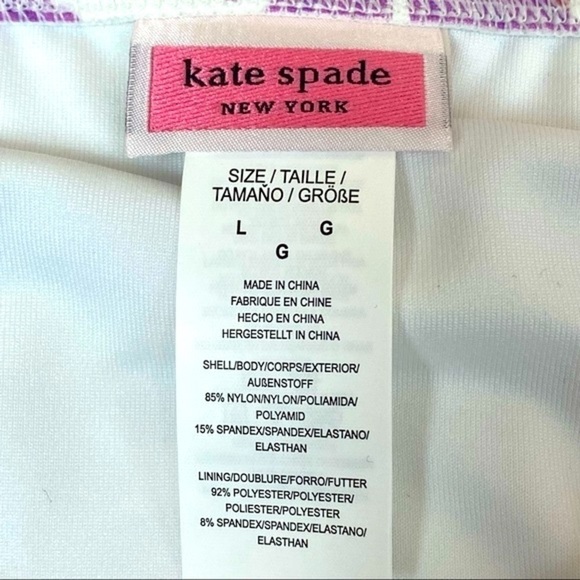 kate spade
NEW YORK
SIZE / TAILLE /
TAMAÑO / GRÖßE
L G
G
MADE IN CHINA
FABRIQUE EN CHINE
HECHO EN CHINA
HERGESTELLT IN CHINA
SHELL/BODY/CORPS/EXTERIOR/
AUßENSTOFF
85% NYLON/NYLON/POLIAMIDA/
POLYAMID
15% SPANDEX/SPANDEX/ELASTANO/
ELASTHAN
LINING/DOUBLURE/FORRO/FUTTER
92% POLYESTER/POLYESTER/
POLIESTER/POLYESTER
8% SPANDEX/SPANDEX/ELASTANO/
ELASTHAN